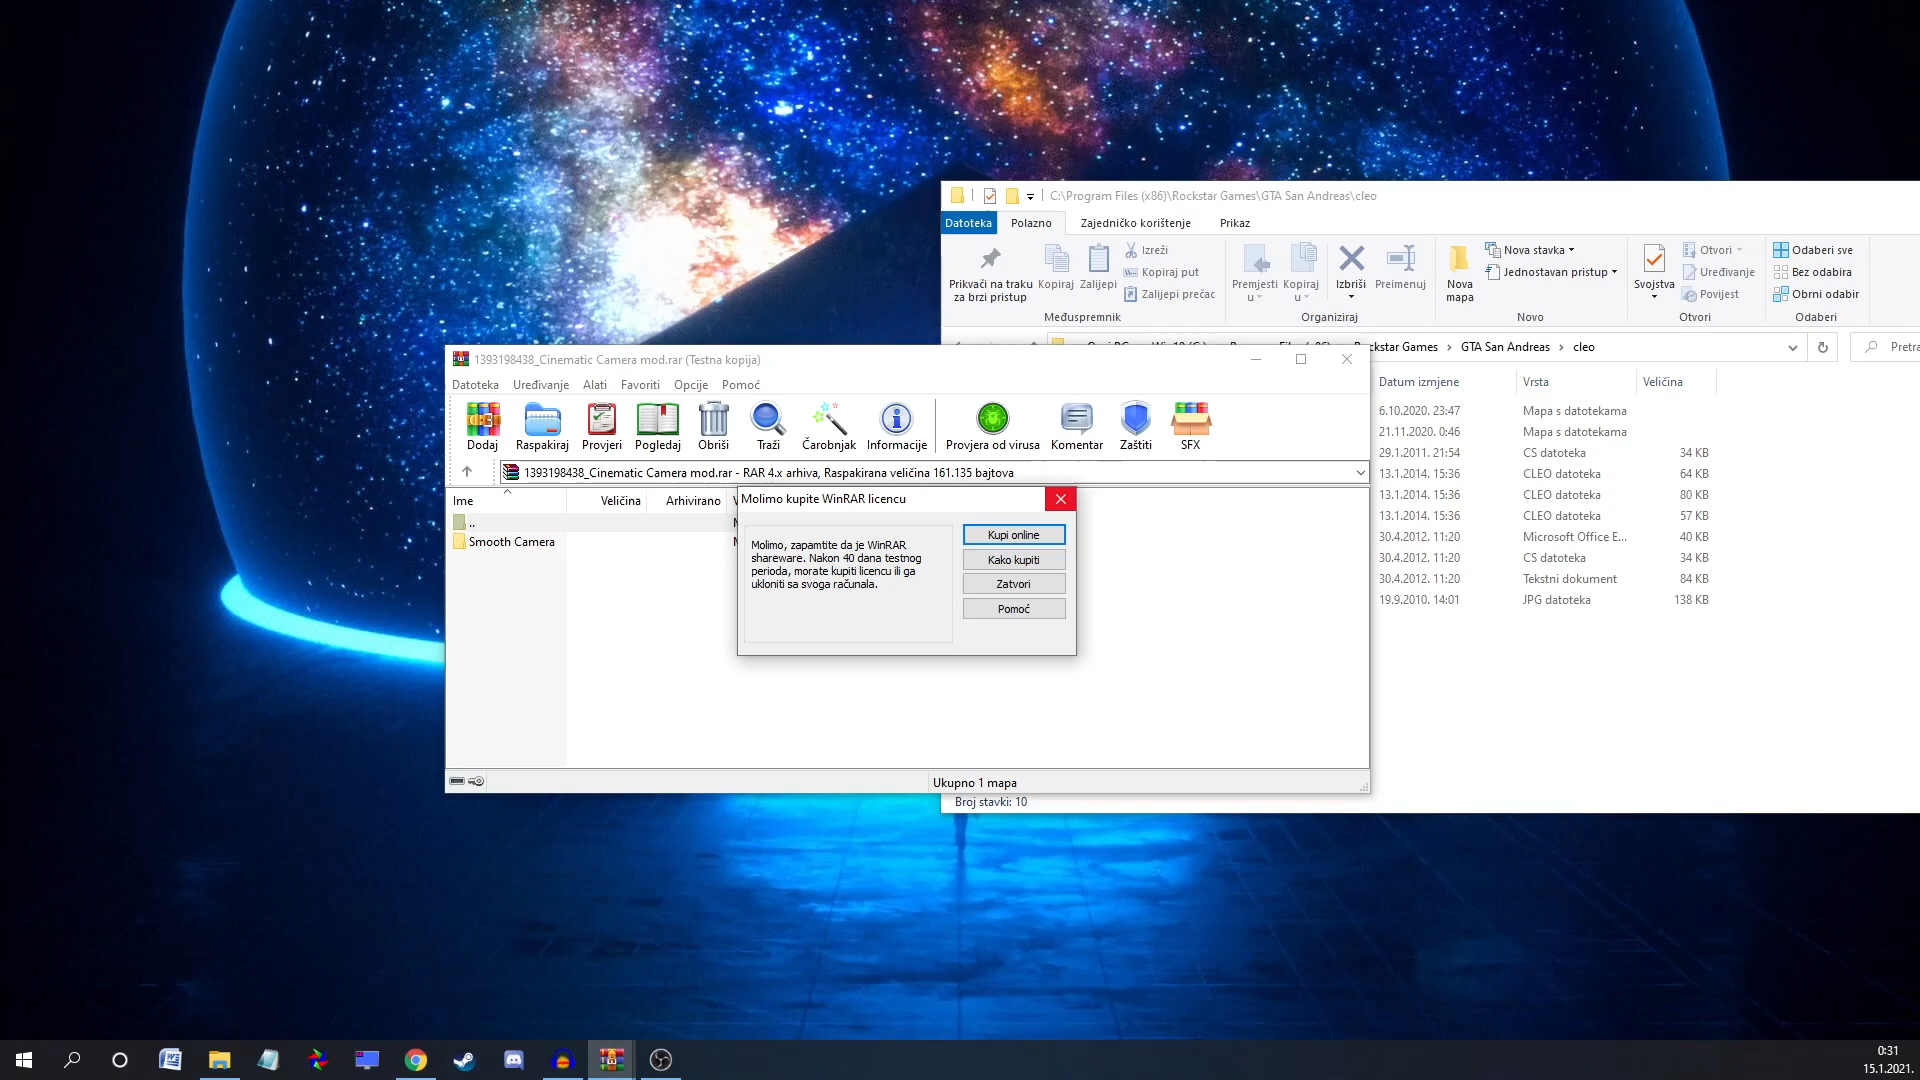 C:\Program Files (x86)\Rockstar Games\GTA San Andreas\cleo
Datoteka Polazno Zajedničko korištenje Prikaz
Prikvači na traku za brzi pristup
Kopiraj
Zalijepi
Izreži
Kopiraj put
Zalijepi prečac
Međuspremnik
Premjesti u
Kopiraj u
Izbriši
Preimenuj
Organiziraj
Nova mapa
Nova stavka
Jednostavan pristup
Novo
Svojstva
Otvori
Uređivanje
Povijest
Otvori
Odaberi sve
Bez odabira
Obrni odabir
Odaberi
Rockstar Games GTA San Andreas cleo
Datum izmjene Vrsta Veličina
6.10.2020. 23:47 Mapa s datotekama
21.11.2020. 0:46 Mapa s datotekama
29.1.2011. 21:54 CS datoteka 34 KB
13.1.2014. 15:36 CLEO datoteka 64 KB
13.1.2014. 15:36 CLEO datoteka 80 KB
13.1.2014. 15:36 CLEO datoteka 57 KB
30.4.2012. 11:20 Microsoft Office E... 40 KB
30.4.2012. 11:20 CS datoteka 34 KB
30.4.2012. 11:20 Tekstni dokument 84 KB
19.9.2010. 14:01 JPG datoteka 138 KB
Broj stavki: 10
1393198438_Cinematic Camera mod.rar (Testna kopija)
Datoteka Uređivanje Alati Favoriti Opcije Pomoć
Dodaj Raspakiraj Provjeri Pogledaj Obriši Traži Čarobnjak Informacije Provjera od virusa Komentar Zaštiti SFX
1393198438_Cinematic Camera mod.rar - RAR 4.x arhiva, Raspakirana veličina 161.135 bajtova
Ime Veličina Arhivirano
..
Smooth Camera
Ukupno 1 mapa
Molimo kupite WinRAR licencu
Molimo, zapamtite da je WinRAR
shareware. Nakon 40 dana testnog
perioda, morate kupiti licencu ili ga
ukloniti sa svoga računala.
Kupi online
Kako kupiti
Zatvori
Pomoć
0:31
15.1.2021.